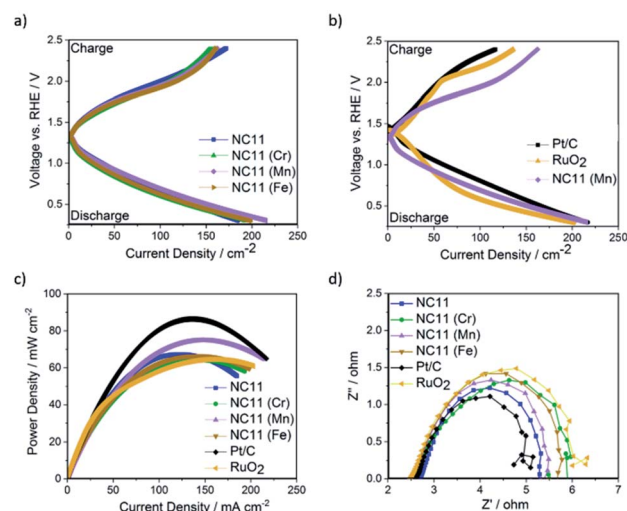 a)
Charge
Voltage vs. RHE / V
2.5
2.0
1.5
1.0
0.5
NC11
NC11 (Cr)
NC11 (Mn)
NC11 (Fe)
Discharge
0 50 100 150 200 250
Current Density / cm-2
b)
Charge
Voltage vs. RHE / V
2.5
2.0
1.5
1.0
0.5
Pt/C
RuO2
NC11 (Mn)
Discharge
0 50 100 150 200 250
Current Density / cm-2
c)
Power Density / mW cm-2
100
80
60
40
20
0
NC11
NC11 (Cr)
NC11 (Mn)
NC11 (Fe)
Pt/C
RuO2
0 50 100 150 200 250
Current Density / mA cm-2
d)
Z'' / ohm
2.5
2.0
1.5
1.0
0.5
0.0
NC11
NC11 (Cr)
NC11 (Mn)
NC11 (Fe)
Pt/C
RuO2
2 3 4 5 6 7
Z' / ohm